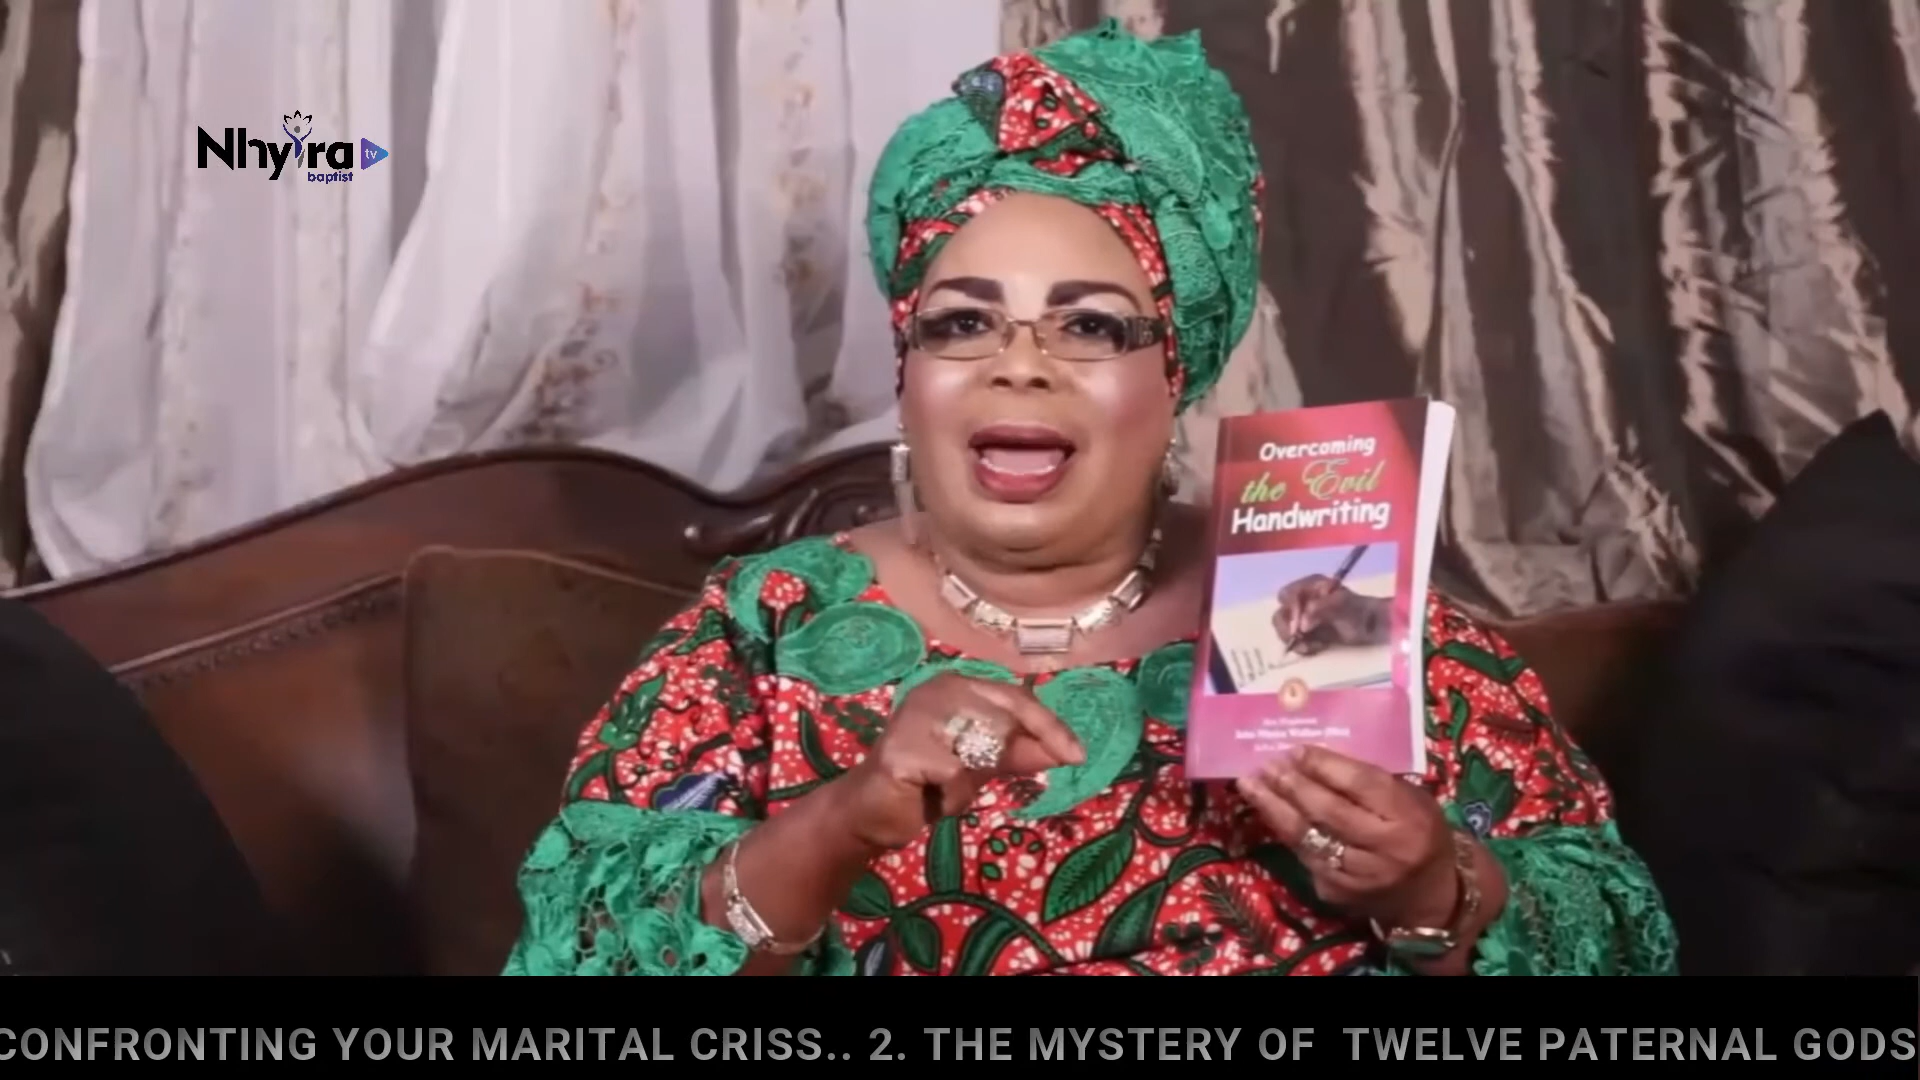 Nhyira tv
baptist
Overcoming
the Evil
Handwriting
CONFRONTING YOUR MARITAL CRISS.. 2. THE MYSTERY OF TWELVE PATERNAL GODS